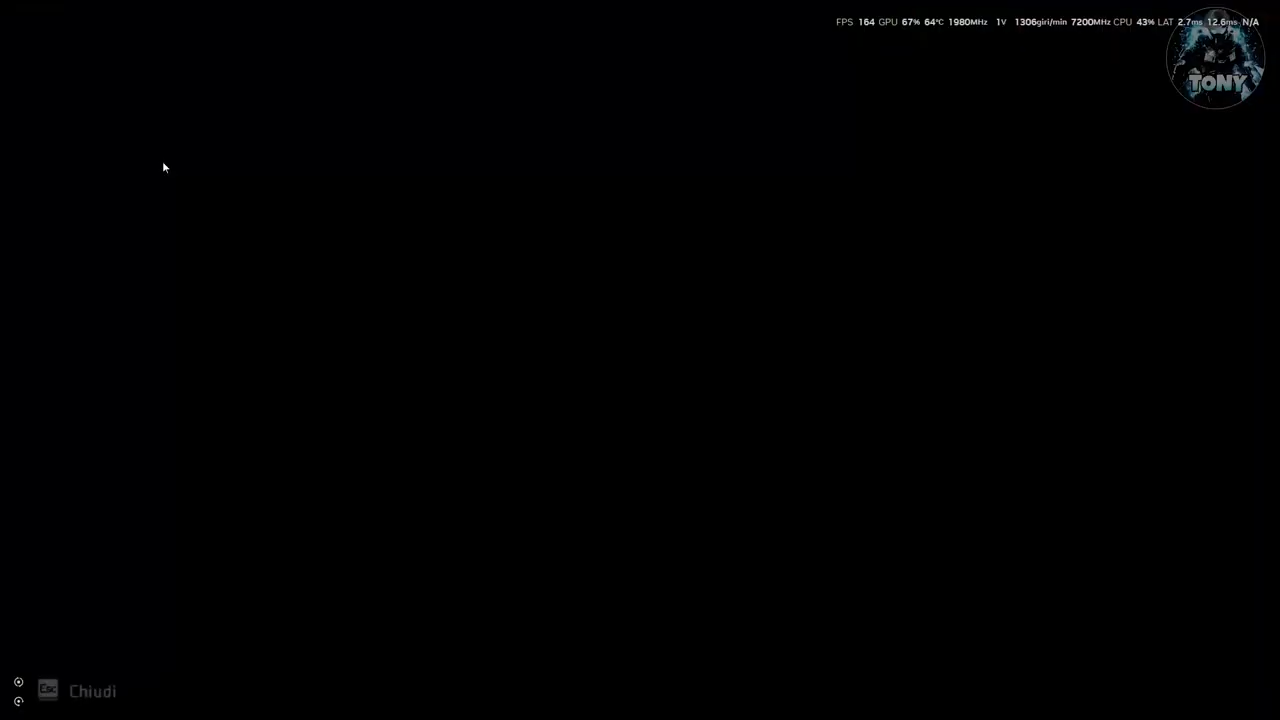 FPS 164 GPU 67% 64°C 1980MHz 1V 1306giri/min 7200MHz CPU 43% LAT 2.7ms 12.6ms N/A
TONY
Esc Chiudi